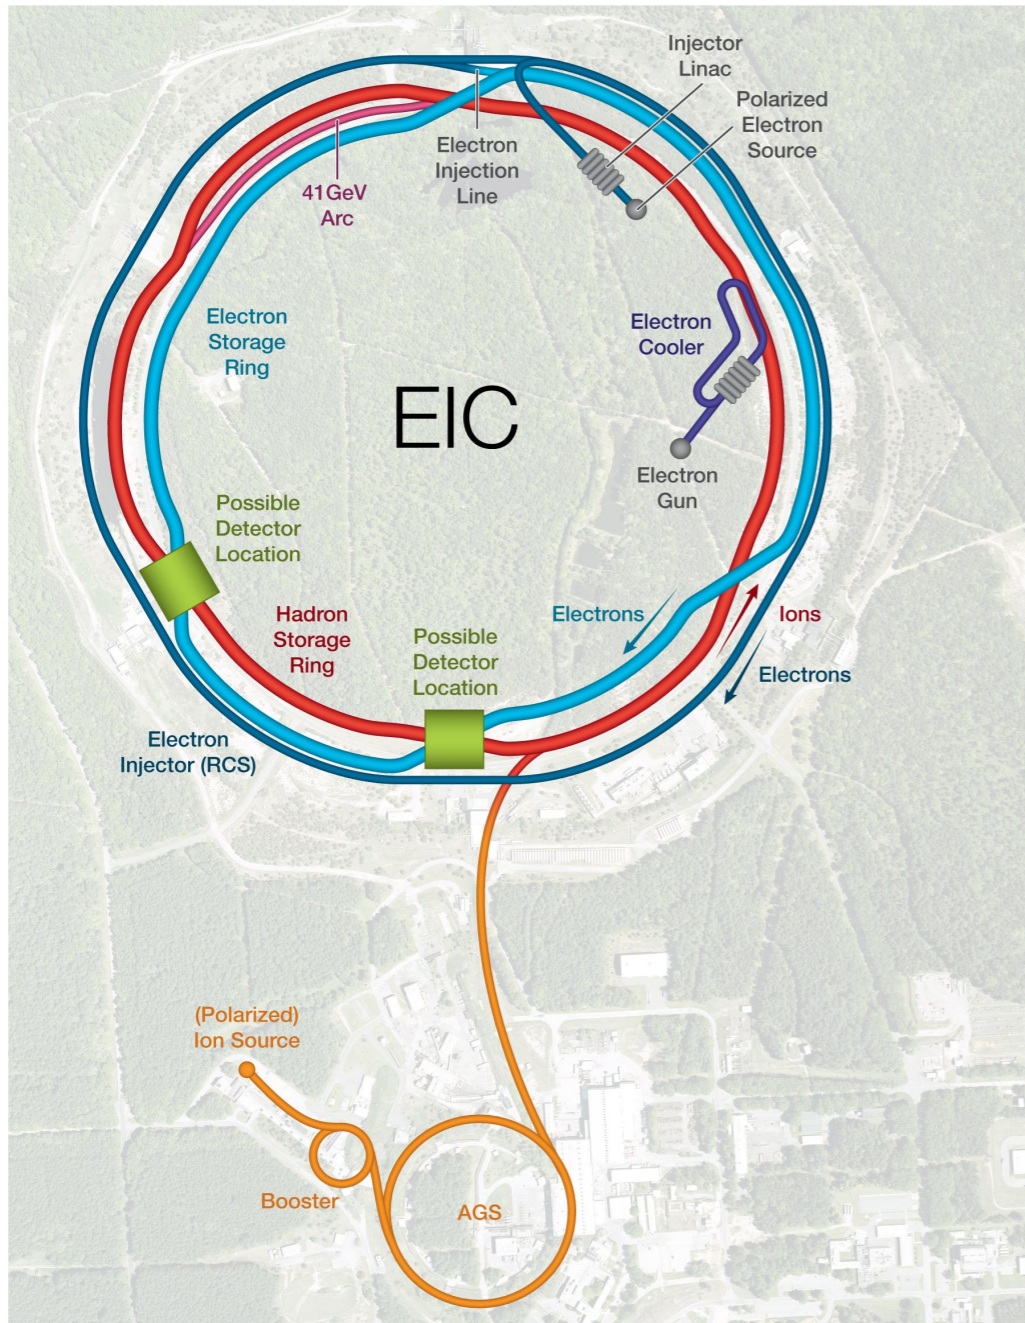 Injector
Linac
Polarized
Electron
Source
Electron
Injection
Line
41GeV
Arc
Electron
Storage
Ring
Electron
Cooler
EIC
Electron
Gun
Possible
Detector
Location
Hadron
Storage
Ring
Possible
Detector
Location
Electrons
Ions
Electrons
Electron
Injector (RCS)
(Polarized)
Ion Source
Booster
AGS